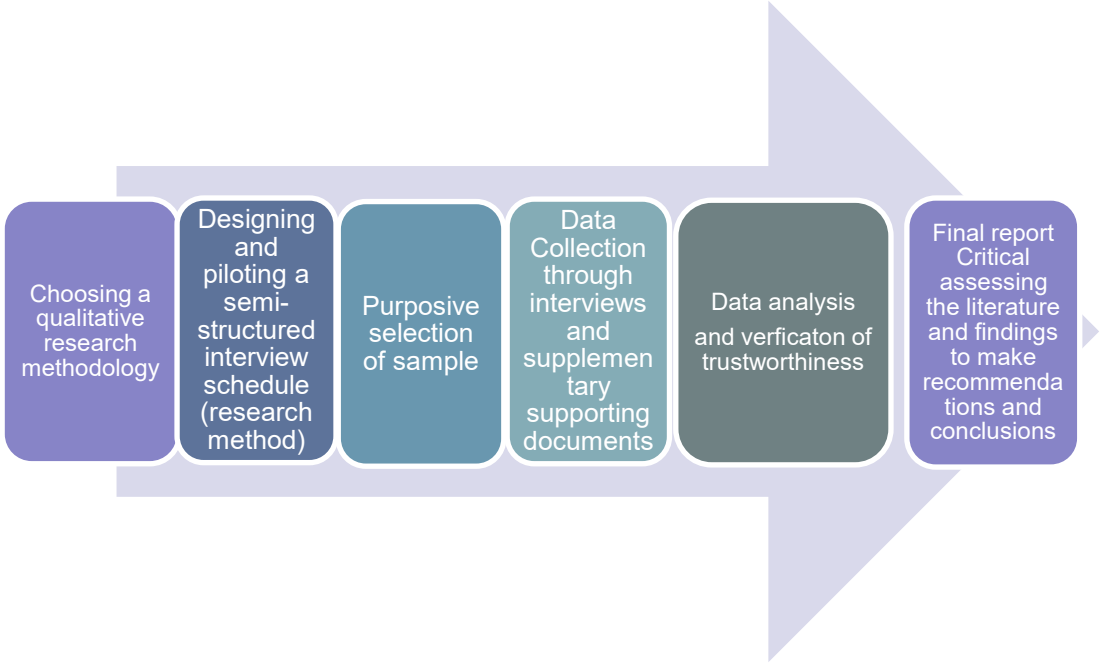 Choosing a
qualitative
research
methodology
Designing
and
piloting a
semi-
structured
interview
schedule
(research
method)
Purposive
selection
of sample
Data
Collection
through
interviews
and
supplemen
tary
supporting
documents
Data analysis
and verficaton of
trustworthiness
Final report
Critical
assessing
the literature
and findings
to make
recommenda
tions and
conclusions